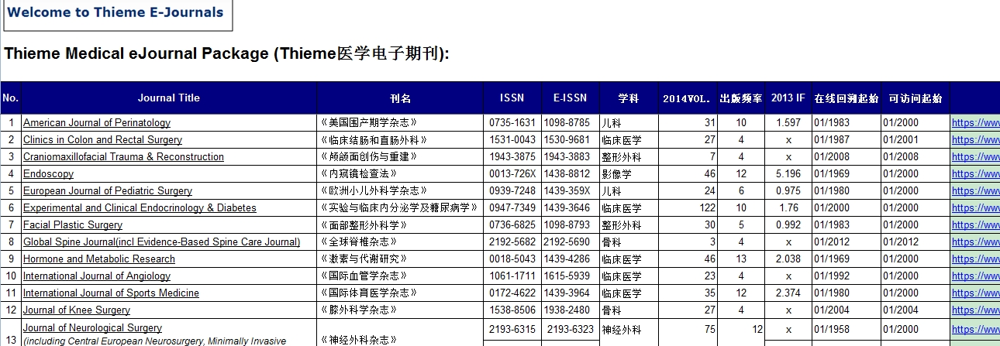 Welcome to Thieme E-Journals
Thieme Medical eJournal Package (Thieme医学电子期刊):
No. Journal Title 刊名 ISSN E-ISSN 学科 2014VOL. 出版频率 2013 IF 在线回溯起始 可访问起始
1 American Journal of Perinatology 《美国围产期学杂志》 0735-1631 1098-8785 儿科 31 10 1.597 01/1983 01/2000 https://www
2 Clinics in Colon and Rectal Surgery 《临床结肠和直肠外科》 1531-0043 1530-9681 临床医学 27 4 x 01/1987 01/2001 https://www
3 Craniomaxillofacial Trauma & Reconstruction 《颅颌面创伤与重建》 1943-3875 1943-3883 整形外科 7 4 x 01/2008 01/2008 https://www
4 Endoscopy 《内窥镜检查法》 0013-726X 1438-8812 影像学 46 12 5.196 01/1969 01/2000 https://www
5 European Journal of Pediatric Surgery 《欧洲小儿外科学杂志》 0939-7248 1439-359X 儿科 24 6 0.975 01/1980 01/2000 https://www
6 Experimental and Clinical Endocrinology & Diabetes 《实验与临床内分泌学及糖尿病学》 0947-7349 1439-3646 临床医学 122 10 1.76 01/2000 01/2000 https://www
7 Facial Plastic Surgery 《面部整形外科学》 0736-6825 1098-8793 整形外科 30 5 0.992 01/1983 01/2000 https://www
8 Global Spine Journal(incl Evidence-Based Spine Care Journal) 《全球脊椎杂志》 2192-5682 2192-5690 骨科 3 4 x 01/2012 01/2012 https://www
9 Hormone and Metabolic Research 《激素与代谢研究》 0018-5043 1439-4286 临床医学 46 13 2.038 01/1969 01/2000 https://www
10 International Journal of Angiology 《国际血管学杂志》 1061-1711 1615-5939 临床医学 23 4 x 01/1992 01/2000 https://www
11 International Journal of Sports Medicine 《国际体育医学杂志》 0172-4622 1439-3964 临床医学 35 12 2.374 01/1980 01/2000 https://www
12 Journal of Knee Surgery 《膝外科学杂志》 1538-8506 1938-2480 骨科 27 4 x 01/2004 01/2004 https://www
Journal of Neurological Surgery 2193-6315 2193-6323 神经外科 75 12 x 01/1958 01/2000 https://www
13 (including Central European Neurosurgery, Minimally Invasive 《神经外科杂志》